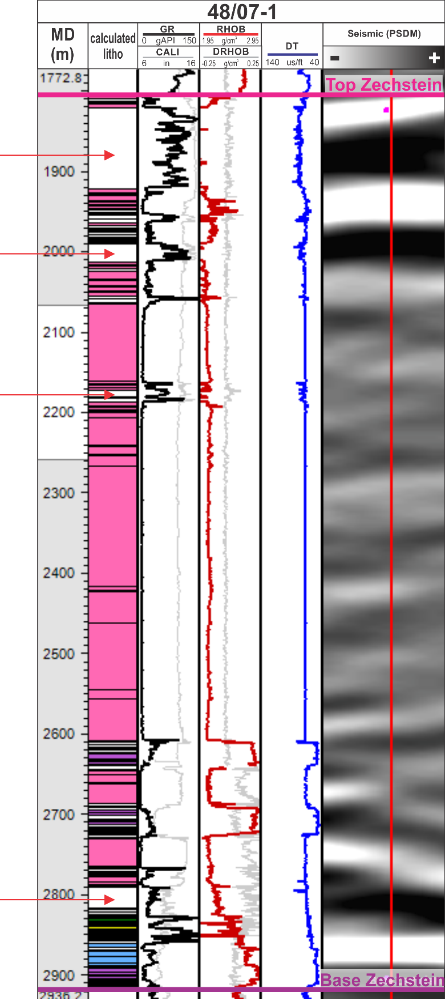 48/07-1
MD
(m)
calculated
litho
GR
0 gAPI 150
CALI
6 in 16
RHOB
1.95 g/cm³ 2.95
DRHOB
-0.25 g/cm³ 0.25
DT
140 us/ft 40
Seismic (PSDM)
- +
1772.8
Top Zechstein
1900
2000
2100
2200
2300
2400
2500
2600
2700
2800
2900
Base Zechstein
2936.2